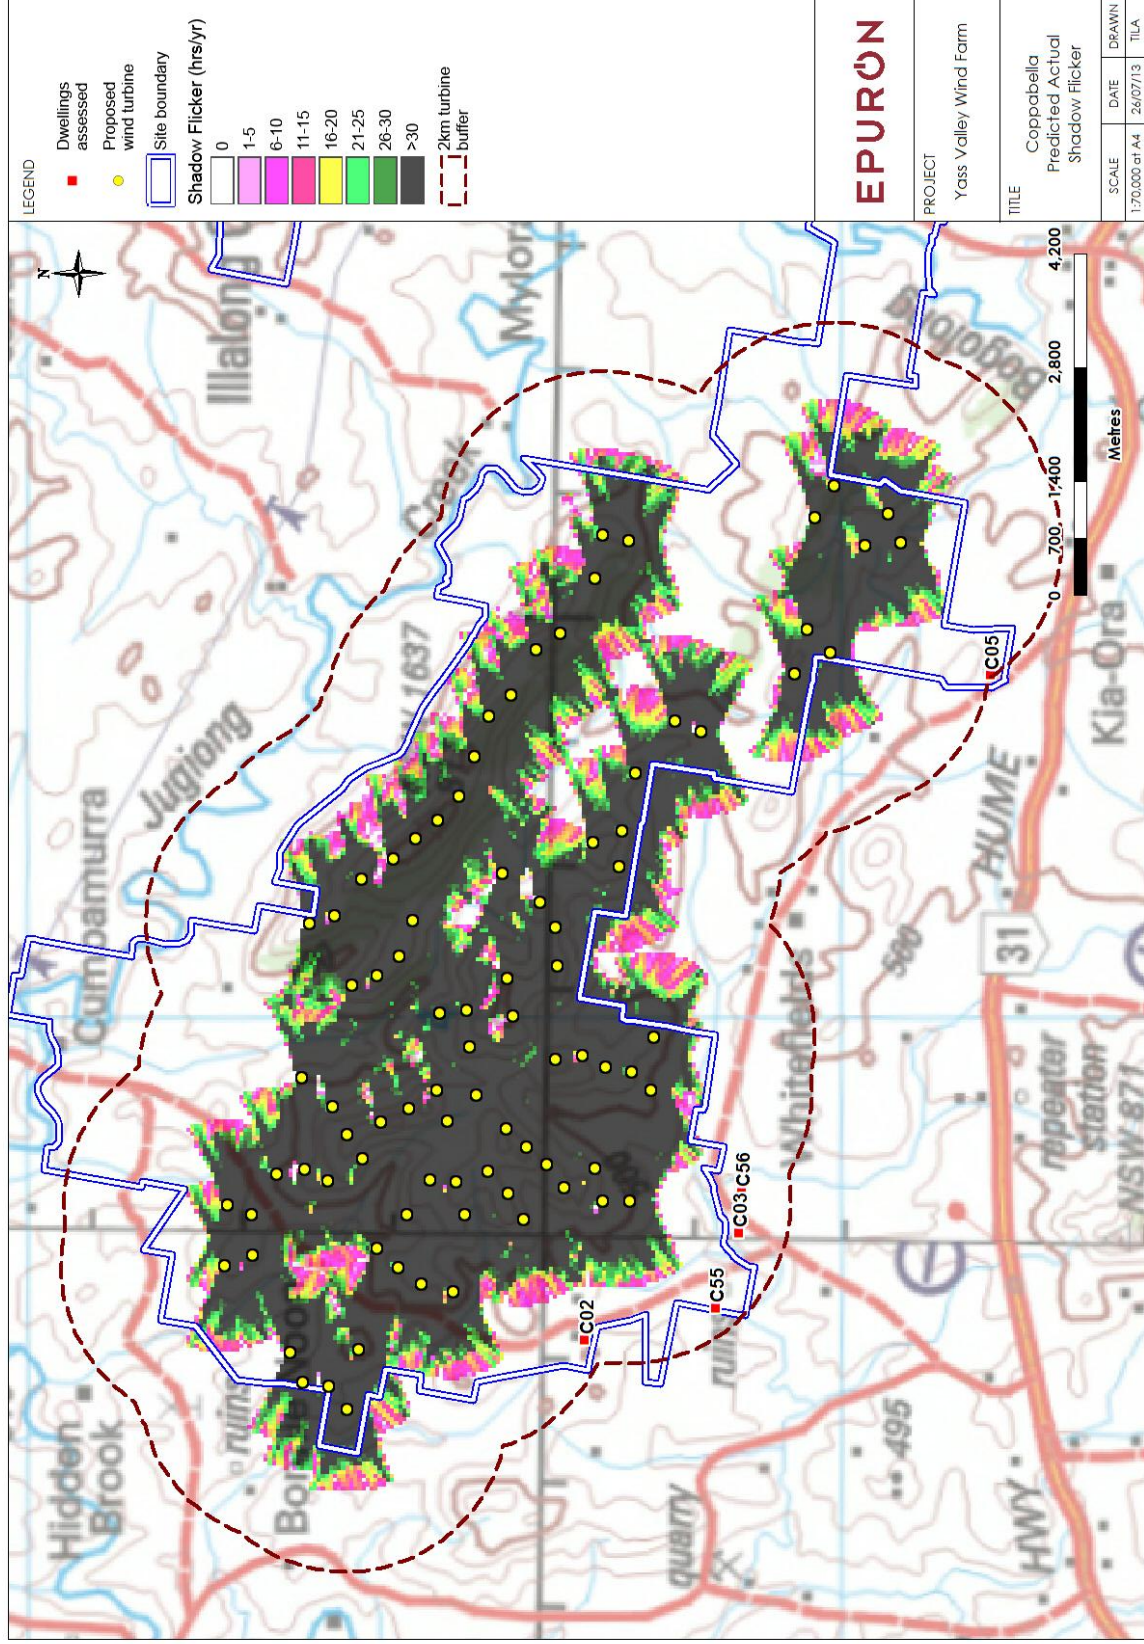 LEGEND
Dwellings
assessed
Proposed
wind turbine
Site boundary
Shadow Flicker (hrs/yr)
0
1-5
6-10
11-15
16-20
21-25
26-30
>30
2km turbine
buffer
EPURON
PROJECT
Yass Valley Wind Farm
TITLE
Coppabella
Predicted Actual
Shadow Flicker
SCALE
DATE
DRAWN
1:70,000 at A4
26/07/13
TILA
N
Illalong
Creek
Mylora
Bogolong
Jugiong
Cumbamurra
1637
Hidden
Brook
ruins
C02
C55
ruin
C03
C56
C05
Whitefields
500
560
HUME
31
Kia-Ora
repeater
station
NSW 871
495
quarry
HWY
0
700
1,400
2,800
4,200
Metres